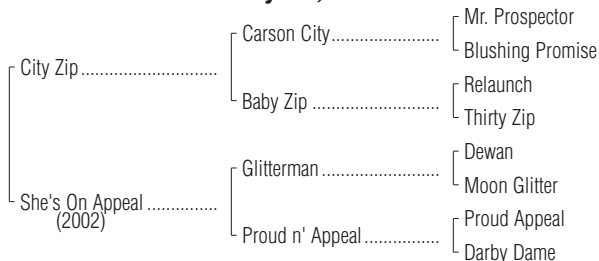 Mr. Prospector
Carson City
Blushing Promise
City Zip
Relaunch
Baby Zip
Thirty Zip
Dewan
Glitterman
Moon Glitter
She's On Appeal
(2002)
Proud Appeal
Proud n' Appeal
Darby Dame